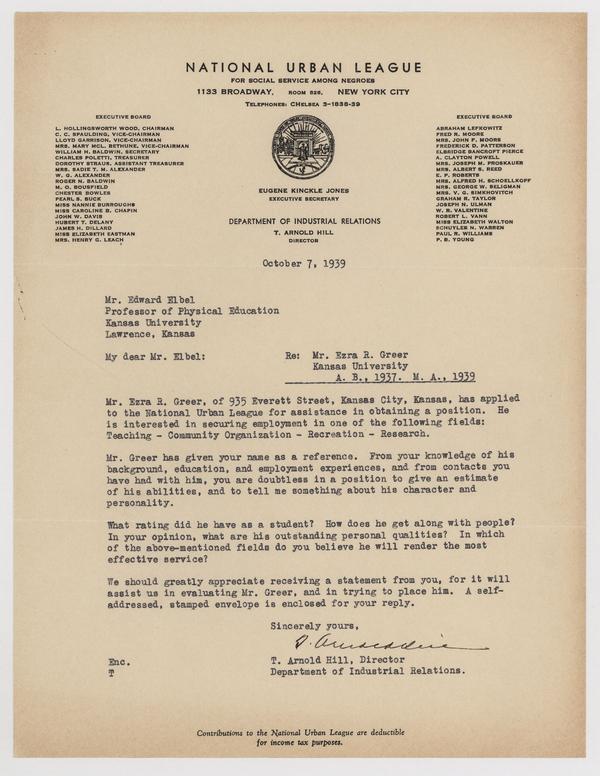 NATIONAL URBAN LEAGUE
FOR SOCIAL SERVICE AMONG NEGROES
1133 BROADWAY, ROOM 826, NEW YORK CITY
TELEPHONES: CHELSEA 3-1838-39
EXECUTIVE BOARD
L. HOLLINGSWORTH WOOD, CHAIRMAN
C. C. SPAULDING, VICE-CHAIRMAN
LLOYD GARRISON, VICE-CHAIRMAN
MRS. MARY MCL. BETHUNE, VICE-CHAIRMAN
WILLIAM H. BALDWIN, SECRETARY
CHARLES POLETTI, TREASURER
DOROTHY STRAUS, ASSISTANT TREASURER
MRS. SADIE T. M. ALEXANDER
W. G. ALEXANDER
ROGER N. BALDWIN
M. O. BOUSFIELD
CHESTER BOWLES
PEARL S. BUCK
MISS NANNIE BURROUGHS
MISS CAROLINE B. CHAPIN
JOHN W. DAVIS
HUBERT T. DELANY
JAMES H. DILLARD
MISS ELIZABETH EASTMAN
MRS. HENRY G. LEACH
EXECUTIVE BOARD
ABRAHAM LEFKOWITZ
FRED R. MOORE
MRS. JOHN F. MOORS
FREDERICK D. PATTERSON
ELBRIDGE BANCROFT PIERCE
A. CLAYTON POWELL
MRS. JOSEPH M. PROSKAUER
MRS. ALBERT S. REED
E. P. ROBERTS
MRS. ALFRED H. SCHOELLKOPF
MRS. GEORGE W. SELIGMAN
MRS. V. G. SIMKHOVITCH
GRAHAM R. TAYLOR
JOSEPH N. ULMAN
W. R. VALENTINE
ROBERT L. VANN
MISS ELIZABETH WALTON
SCHUYLER N. WARREN
PAUL R. WILLIAMS
P. B. YOUNG
EUGENE KINCKLE JONES
EXECUTIVE SECRETARY
DEPARTMENT OF INDUSTRIAL RELATIONS
T. ARNOLD HILL
DIRECTOR
October 7, 1939
Mr. Edward Elbel
Professor of Physical Education
Kansas University
Lawrence, Kansas
My dear Mr. Elbel: Re: Mr. Ezra R. Greer
Kansas University
A. B., 1937. M. A., 1939
Mr. Ezra R. Greer, of 935 Everett Street, Kansas City, Kansas, has applied
to the National Urban League for assistance in obtaining a position. He
is interested in securing employment in one of the following fields:
Teaching - Community Organization - Recreation - Research.
Mr. Greer has given your name as a reference. From your knowledge of his
background, education, and employment experiences, and from contacts you
have had with him, you are doubtless in a position to give an estimate
of his abilities, and to tell me something about his character and
personality.
What rating did he have as a student? How does he get along with people?
In your opinion, what are his outstanding personal qualities? In which
of the above-mentioned fields do you believe he will render the most
effective service?
We should greatly appreciate receiving a statement from you, for it will
assist us in evaluating Mr. Greer, and in trying to place him. A self-
addressed, stamped envelope is enclosed for your reply.
Sincerely yours,
Enc. T. Arnold Hill, Director
T Department of Industrial Relations.
Contributions to the National Urban League are deductible
for income tax purposes.